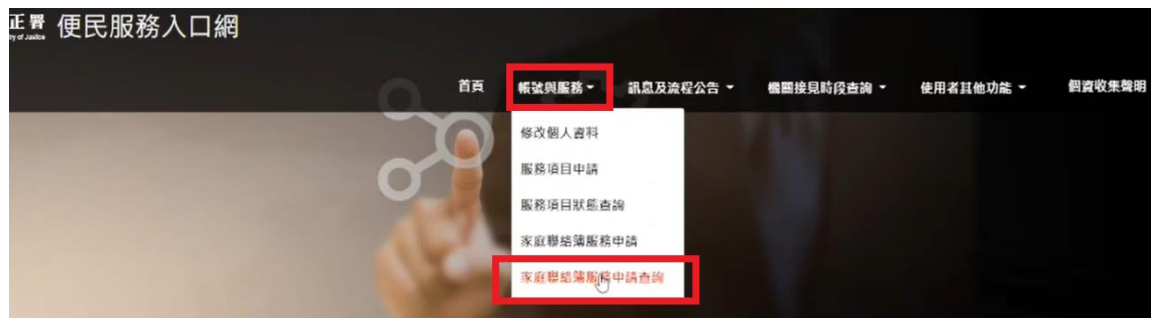 正署 便民服務入口網
首頁 帳號與服務 訊息及流程公告 機關接見時段查詢 使用者其他功能 個資收集聲明
修改個人資料
服務項目申請
服務項目狀態查詢
家庭聯絡簿服務申請
家庭聯絡簿服務申請查詢